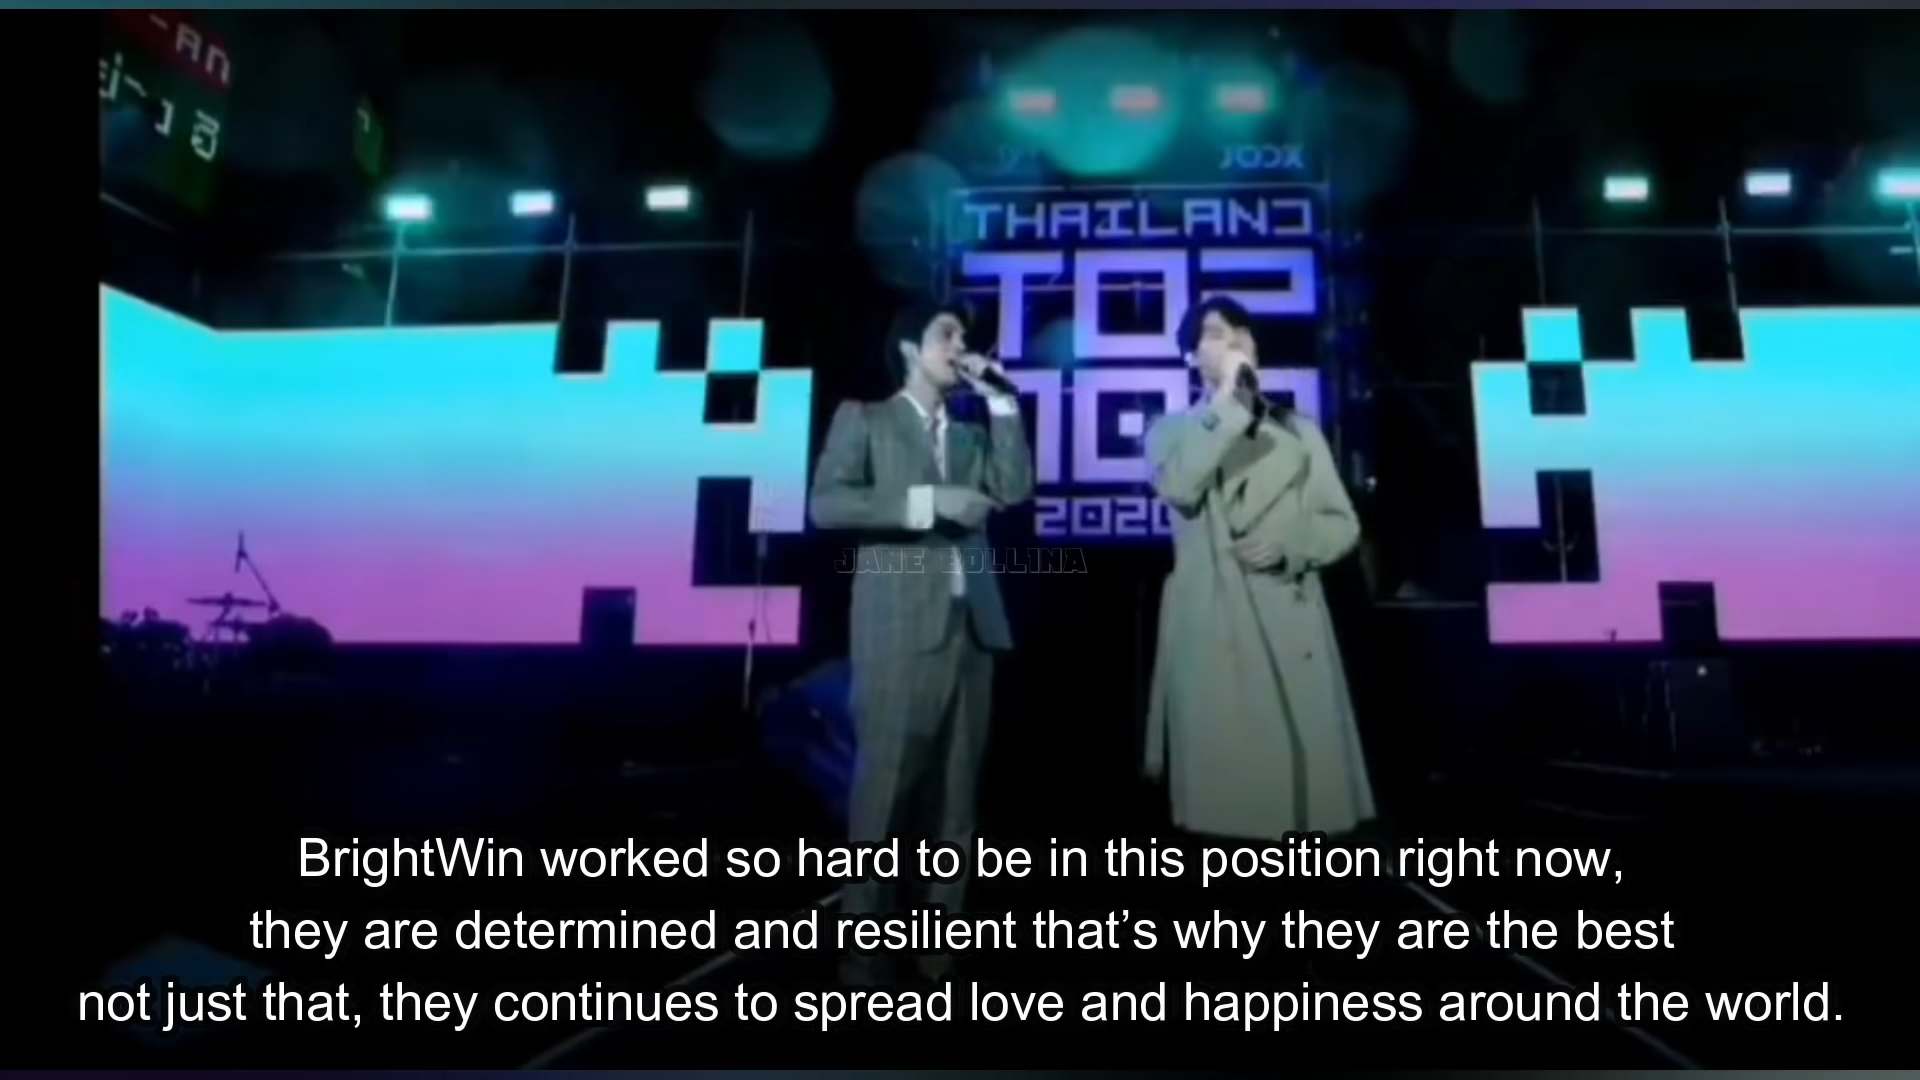 JOOX
THAILAND
TOP
100
2020
JANE BOLLINA
BrightWin worked so hard to be in this position right now,
they are determined and resilient that’s why they are the best
not just that, they continues to spread love and happiness around the world.